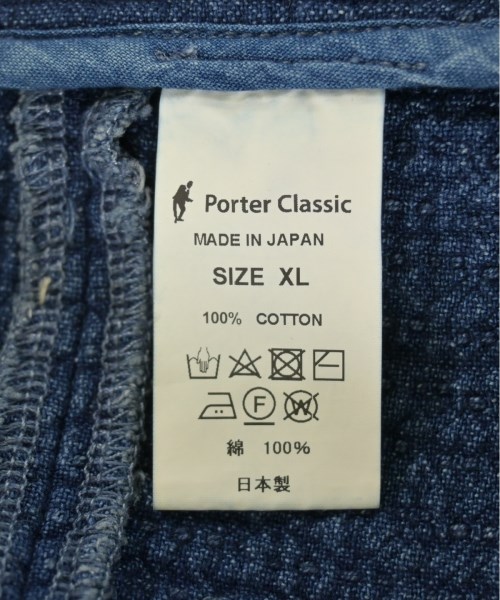 Porter Classic
MADE IN JAPAN
SIZE XL
100% COTTON
F
W
綿 100%
日本製